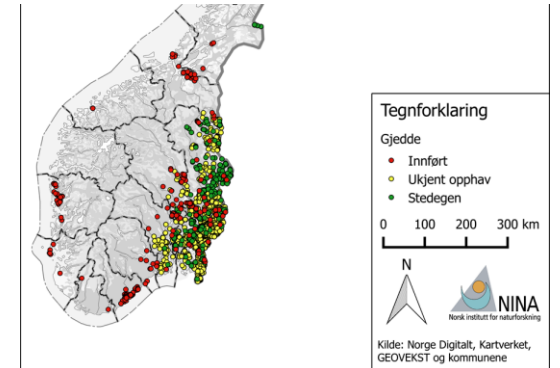 Tegnforklaring
Gjedde
Innført
Ukjent opphav
Stedegen
0 100 200 300 km
N
NINA
Norsk institutt for naturforskning
Kilde: Norge Digitalt, Kartverket,
GEOVEKST og kommunene